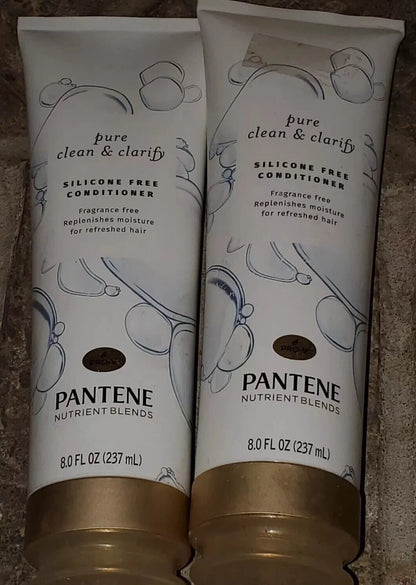 pure
clean & clarify
SILICONE FREE
CONDITIONER
Fragrance free
Replenishes moisture
for refreshed hair
PRO-V
PANTENE
NUTRIENT BLENDS
8.0 FL OZ (237 mL)
pure
clean & clarify
SILICONE FREE
CONDITIONER
Fragrance free
Replenishes moisture
for refreshed hair
PRO-V
PANTENE
NUTRIENT BLENDS
8.0 FL OZ (237 mL)